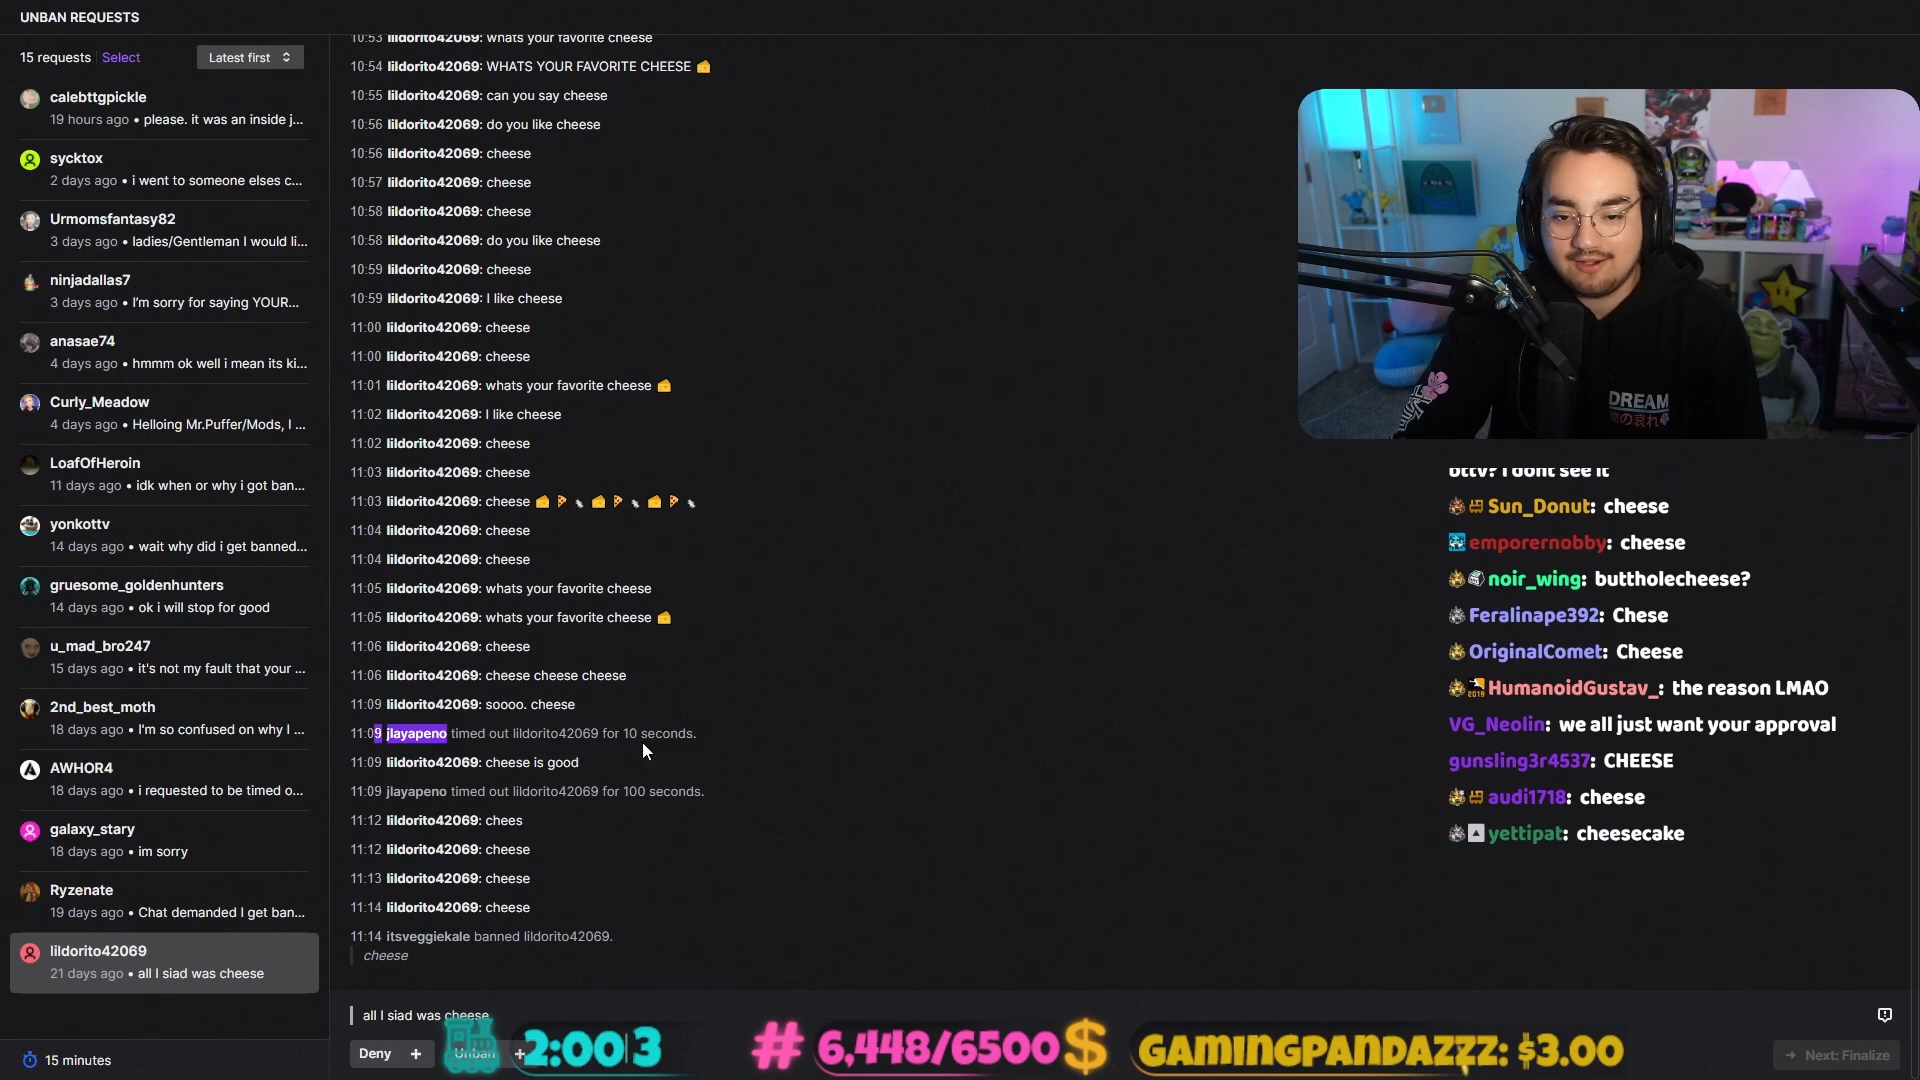 UNBAN REQUESTS
15 requests Select
Latest first
calebttgpickle
19 hours ago • please. it was an inside j...
sycktox
2 days ago • i went to someone elses c...
Urmomsfantasy82
3 days ago • ladies/Gentleman I would li...
ninjadallas7
3 days ago • I'm sorry for saying YOUR...
anasae74
4 days ago • hmmm ok well i mean its ki...
Curly_Meadow
4 days ago • Helloing Mr.Puffer/Mods, I ...
LoafOfHeroin
11 days ago • idk when or why i got ban...
yonkottv
14 days ago • wait why did i get banned...
gruesome_goldenhunters
14 days ago • ok i will stop for good
u_mad_bro247
15 days ago • it's not my fault that your ...
2nd_best_moth
18 days ago • I'm so confused on why I ...
AWHOR4
18 days ago • i requested to be timed o...
galaxy_stary
18 days ago • im sorry
Ryzenate
19 days ago • Chat demanded I get ban...
lildorito42069
21 days ago • all I siad was cheese
15 minutes
10:53 lildorito42069: whats your favorite cheese
10:54 lildorito42069: WHATS YOUR FAVORITE CHEESE 🧀
10:55 lildorito42069: can you say cheese
10:56 lildorito42069: do you like cheese
10:56 lildorito42069: cheese
10:57 lildorito42069: cheese
10:58 lildorito42069: cheese
10:58 lildorito42069: do you like cheese
10:59 lildorito42069: cheese
10:59 lildorito42069: I like cheese
11:00 lildorito42069: cheese
11:00 lildorito42069: cheese
11:01 lildorito42069: whats your favorite cheese 🧀
11:02 lildorito42069: I like cheese
11:02 lildorito42069: cheese
11:03 lildorito42069: cheese
11:03 lildorito42069: cheese 🧀 🍕 🐁 🧀 🍕 🐁 🧀 🍕 🐁
11:04 lildorito42069: cheese
11:04 lildorito42069: cheese
11:05 lildorito42069: whats your favorite cheese
11:05 lildorito42069: whats your favorite cheese 🧀
11:06 lildorito42069: cheese
11:06 lildorito42069: cheese cheese cheese
11:09 lildorito42069: soooo. cheese
11:09 jlayapeno timed out lildorito42069 for 10 seconds.
11:09 lildorito42069: cheese is good
11:09 jlayapeno timed out lildorito42069 for 100 seconds.
11:12 lildorito42069: chees
11:12 lildorito42069: cheese
11:13 lildorito42069: cheese
11:14 lildorito42069: cheese
11:14 itsveggiekale banned lildorito42069.
cheese
all I siad was cheese
Deny + Unban +
Next: Finalize
2:00 3
# 6,448/6500
$ GAMINGPANDAZZZ: $3.00
DREAM
の哀れ
bttv? I dont see it
Sun_Donut: cheese
emporernobby: cheese
noir_wing: buttholecheese?
Feralinape392: Chese
OriginalComet: Cheese
HumanoidGustav_: the reason LMAO
VG_Neolin: we all just want your approval
gunsling3r4537: CHEESE
audi1718: cheese
yettipat: cheesecake